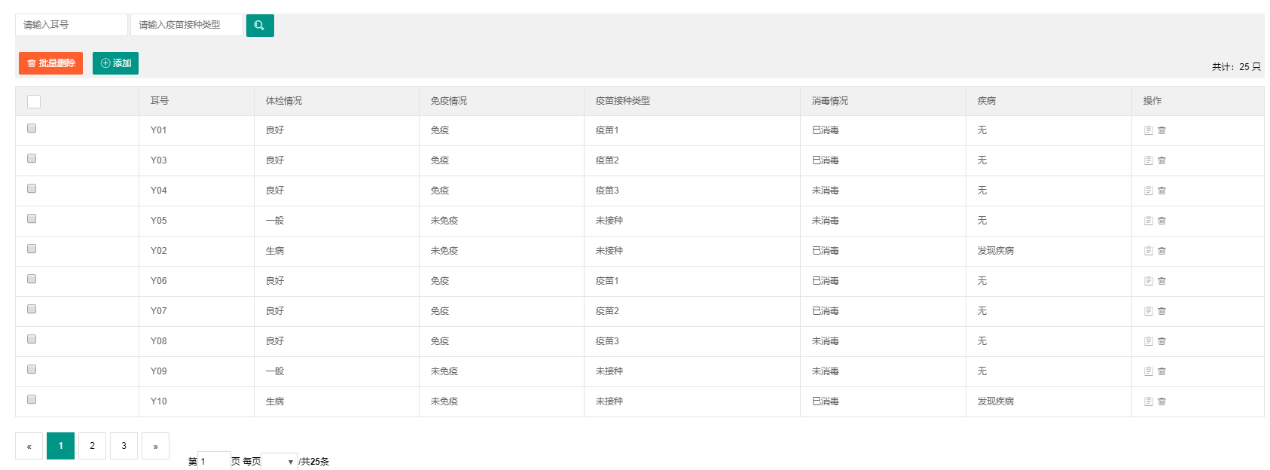 请输入耳号 请输入疫苗接种类型
批量删除 添加
共计：25 只
耳号 体检情况 免疫情况 疫苗接种类型 消毒情况 疾病 操作
Y01 良好 免疫 疫苗1 已消毒 无
Y03 良好 免疫 疫苗2 已消毒 无
Y04 良好 免疫 疫苗3 未消毒 无
Y05 一般 未免疫 未接种 未消毒 无
Y02 生病 未免疫 未接种 已消毒 发现疾病
Y06 良好 免疫 疫苗1 已消毒 无
Y07 良好 免疫 疫苗2 已消毒 无
Y08 良好 免疫 疫苗3 未消毒 无
Y09 一般 未免疫 未接种 未消毒 无
Y10 生病 未免疫 未接种 已消毒 发现疾病
« 1 2 3 »
第 1 页 每页 /共25条